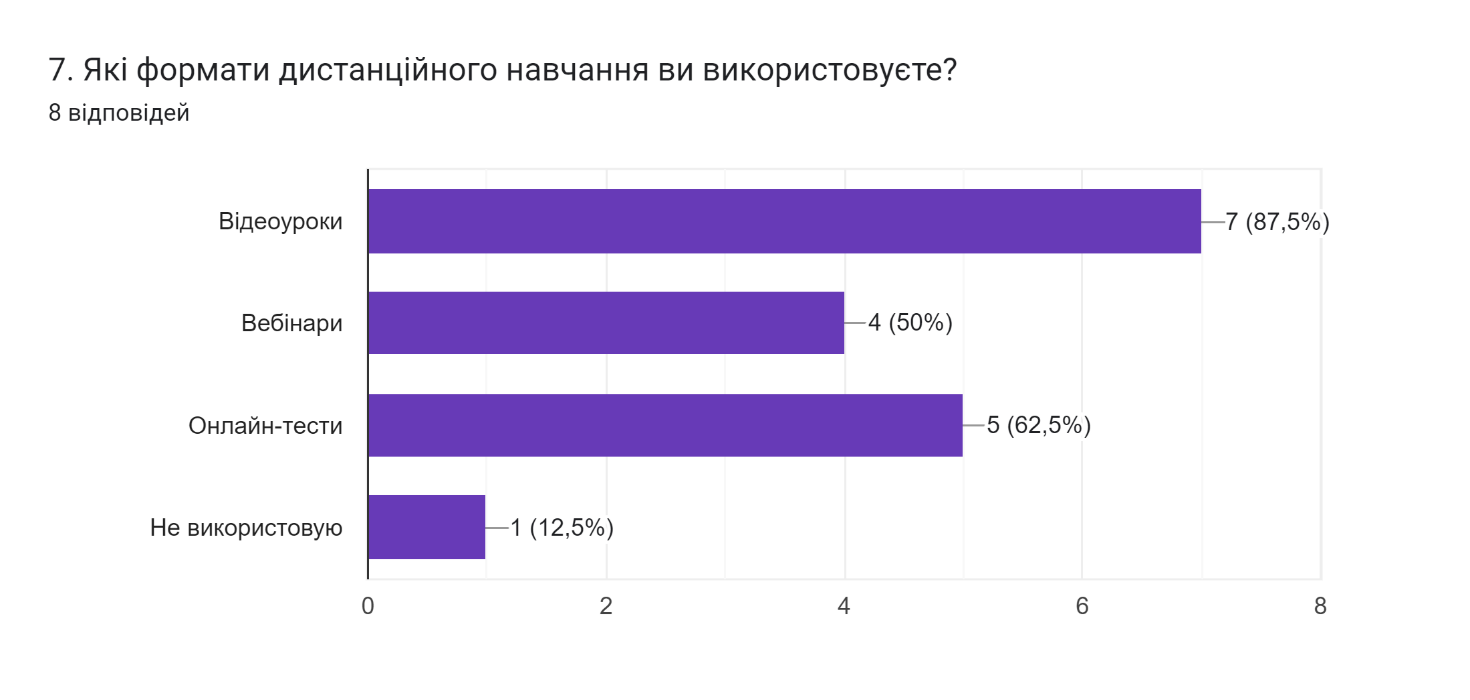 7. Які формати дистанційного навчання ви використовуєте?
8 відповідей
Відеоуроки
7 (87,5%)
Вебінари
4 (50%)
Онлайн-тести
5 (62,5%)
Не використовую
1 (12,5%)
0 2 4 6 8